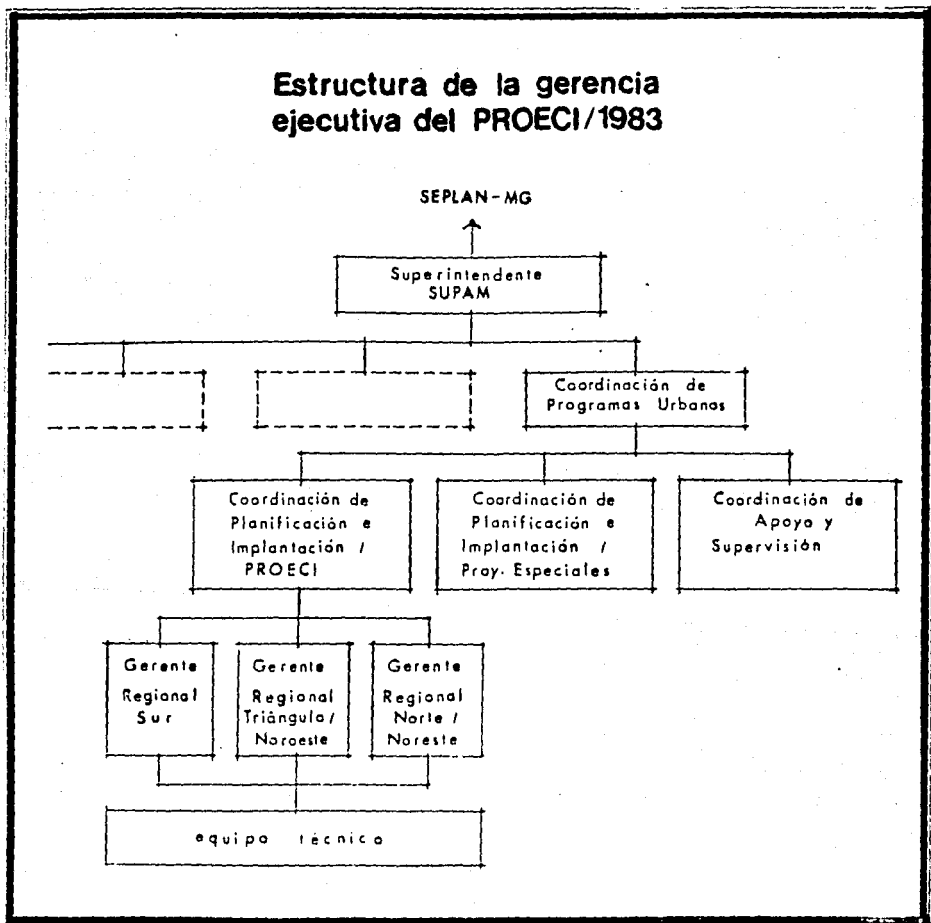 Estructura de la gerencia
ejecutiva del PROECI/1983
SEPLAN-MG
Superintendente
SUPAM
Coordinación de
Programas Urbanos
Coordinación de
Planificación e
Implantación /
PROECI
Coordinación de
Planificación e
Implantación /
Proy. Especiales
Coordinación de
Apoyo y
Supervisión
Gerente
Regional
Sur
Gerente
Regional
Triângulo/
Noroeste
Gerente
Regional
Norte/
Noreste
equipo técnico